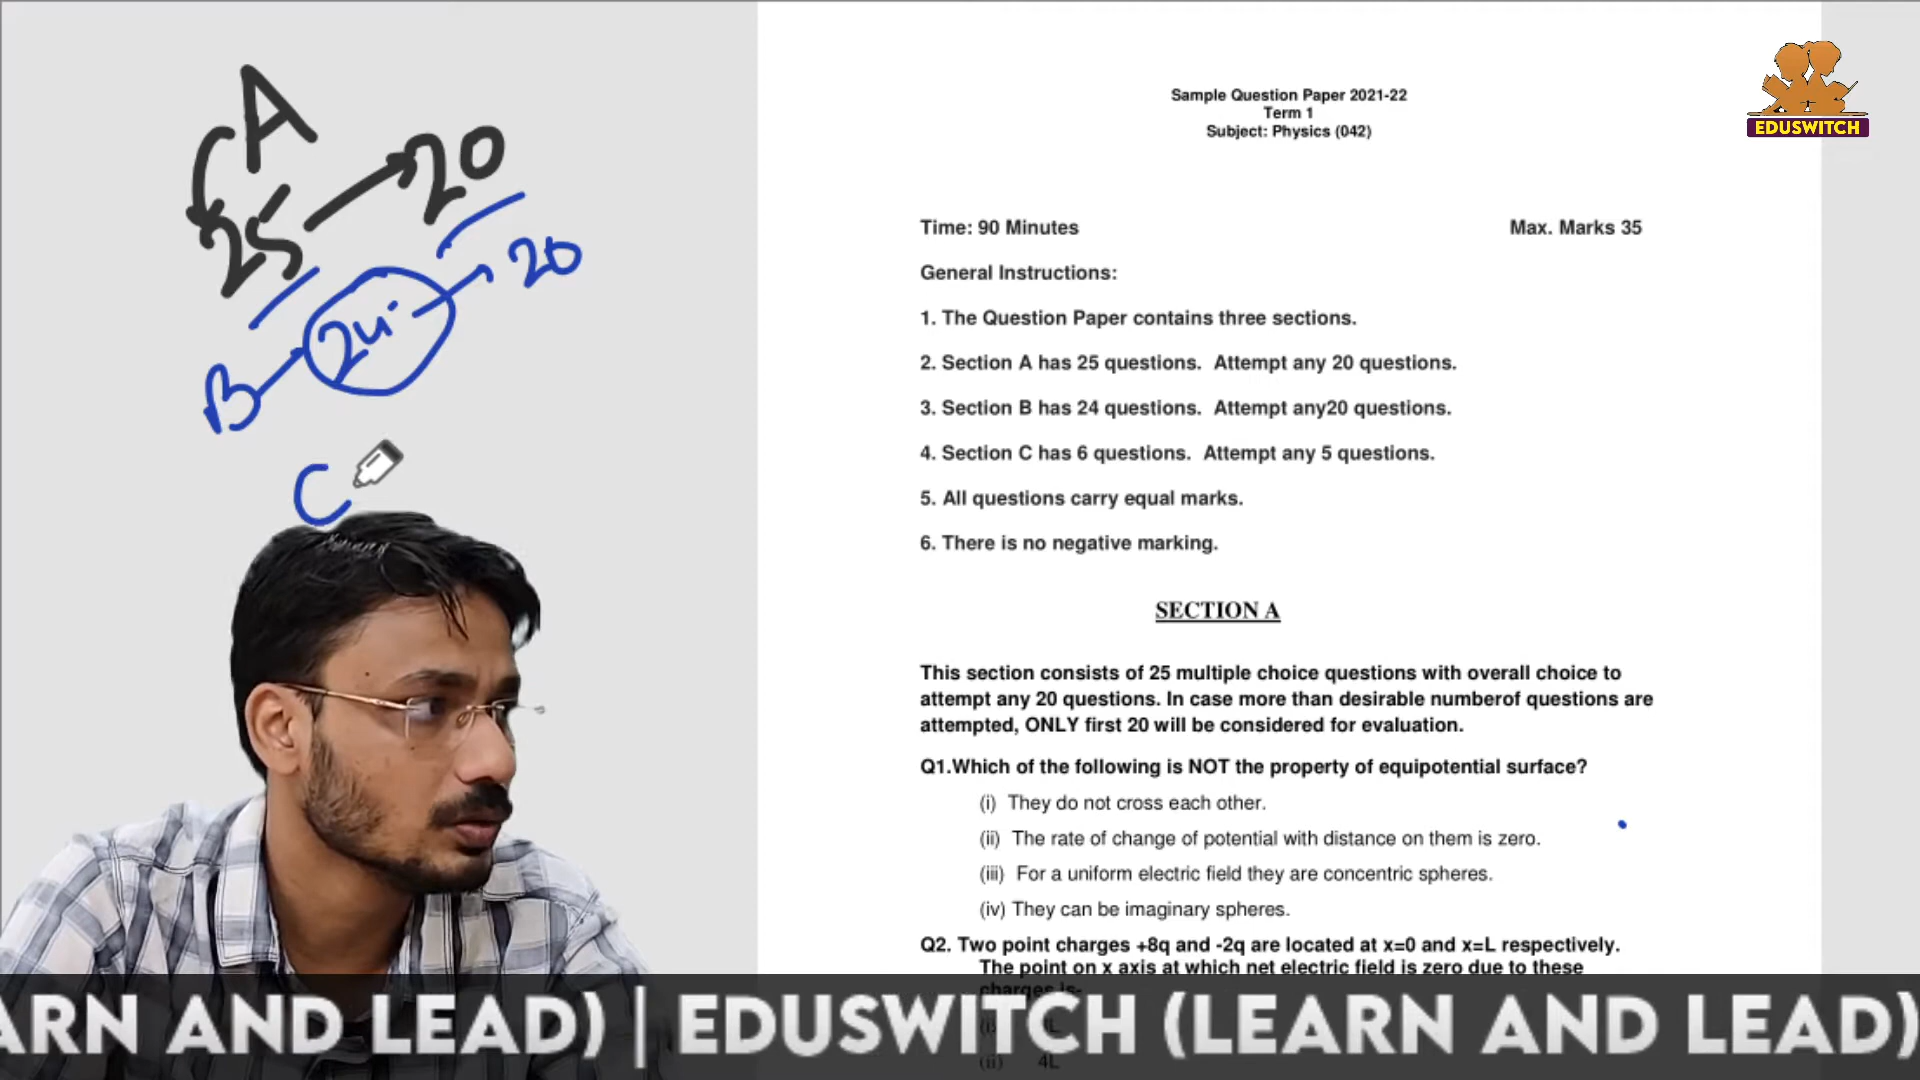 A
25 → 20
B → 24 → 20
C
EDUSWITCH
Sample Question Paper 2021-22
Term 1
Subject: Physics (042)
Time: 90 Minutes Max. Marks 35
General Instructions:
1. The Question Paper contains three sections.
2. Section A has 25 questions. Attempt any 20 questions.
3. Section B has 24 questions. Attempt any20 questions.
4. Section C has 6 questions. Attempt any 5 questions.
5. All questions carry equal marks.
6. There is no negative marking.
SECTION A
This section consists of 25 multiple choice questions with overall choice to
attempt any 20 questions. In case more than desirable numberof questions are
attempted, ONLY first 20 will be considered for evaluation.
Q1.Which of the following is NOT the property of equipotential surface?
(i) They do not cross each other.
(ii) The rate of change of potential with distance on them is zero.
(iii) For a uniform electric field they are concentric spheres.
(iv) They can be imaginary spheres.
Q2. Two point charges +8q and -2q are located at x=0 and x=L respectively.
The point on x axis at which net electric field is zero due to these
charges is-
(ii) 4L
ARN AND LEAD) | EDUSWITCH (LEARN AND LEAD)